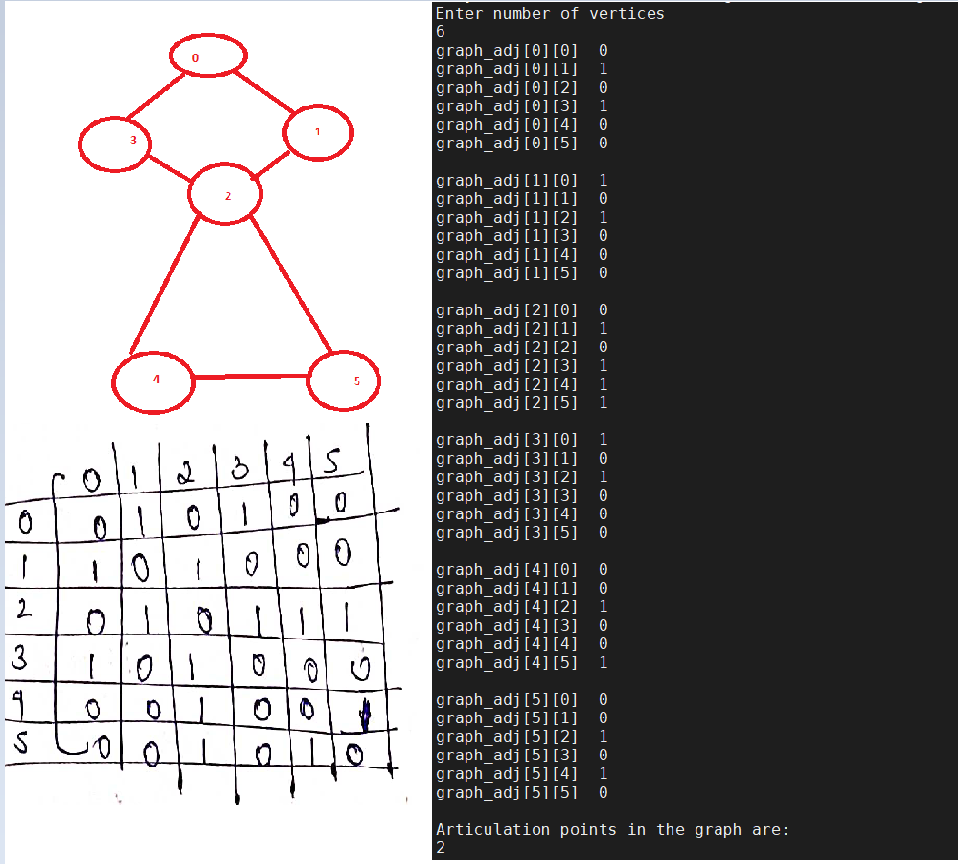 0
3
1
2
4
5
0 1 2 3 4 5
0 0 1 0 1 0 0
1 1 0 1 0 0 0
2 0 1 0 1 1 1
3 1 0 1 0 0 0
4 0 0 1 0 0 1
5 0 0 1 0 1 0
Enter number of vertices
6
graph_adj[0][0] 0
graph_adj[0][1] 1
graph_adj[0][2] 0
graph_adj[0][3] 1
graph_adj[0][4] 0
graph_adj[0][5] 0
graph_adj[1][0] 1
graph_adj[1][1] 0
graph_adj[1][2] 1
graph_adj[1][3] 0
graph_adj[1][4] 0
graph_adj[1][5] 0
graph_adj[2][0] 0
graph_adj[2][1] 1
graph_adj[2][2] 0
graph_adj[2][3] 1
graph_adj[2][4] 1
graph_adj[2][5] 1
graph_adj[3][0] 1
graph_adj[3][1] 0
graph_adj[3][2] 1
graph_adj[3][3] 0
graph_adj[3][4] 0
graph_adj[3][5] 0
graph_adj[4][0] 0
graph_adj[4][1] 0
graph_adj[4][2] 1
graph_adj[4][3] 0
graph_adj[4][4] 0
graph_adj[4][5] 1
graph_adj[5][0] 0
graph_adj[5][1] 0
graph_adj[5][2] 1
graph_adj[5][3] 0
graph_adj[5][4] 1
graph_adj[5][5] 0
Articulation points in the graph are:
2